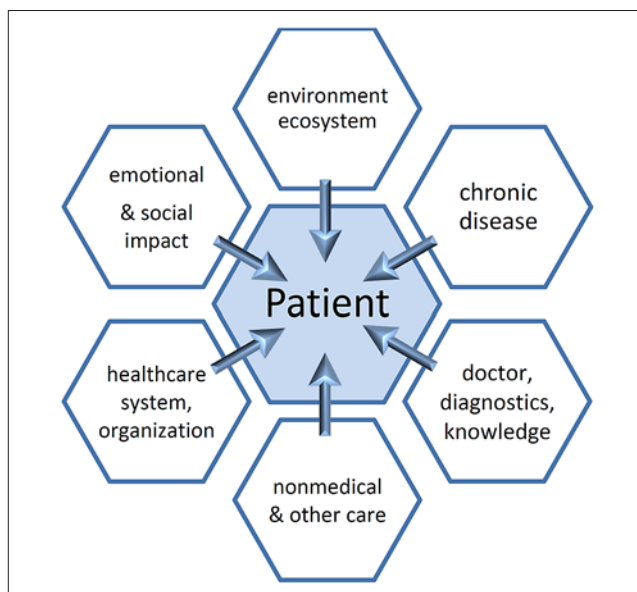 environment
ecosystem
emotional
& social
impact
chronic
disease
Patient
healthcare
system,
organization
doctor,
diagnostics,
knowledge
nonmedical
& other care